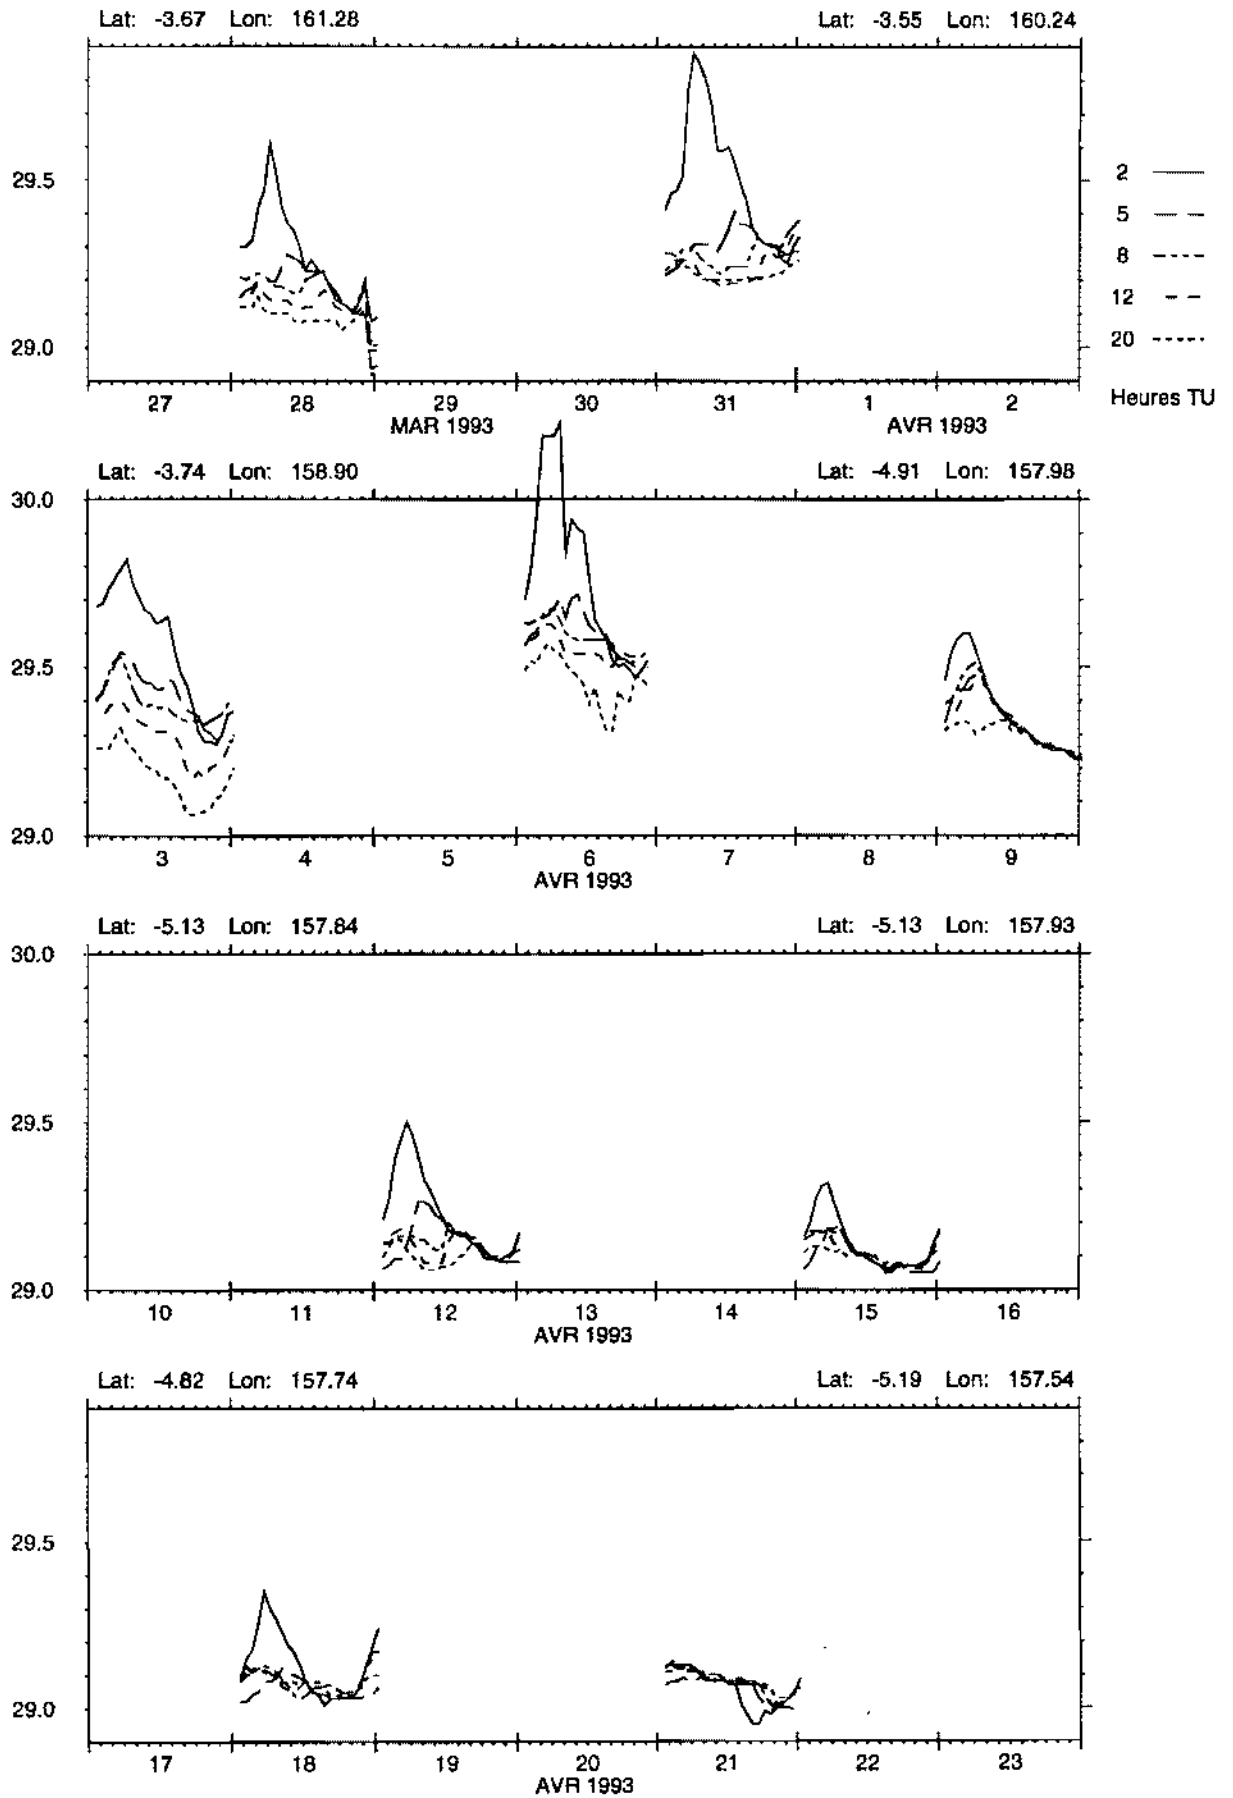 Lat: -3.67 Lon: 161.28 Lat: -3.55 Lon: 160.24
29.5
29.0
2
5
8
12
20
Heures TU
27 28 29 30 31 1 2
MAR 1993 AVR 1993
Lat: -3.74 Lon: 158.90 Lat: -4.91 Lon: 157.98
30.0
29.5
29.0
3 4 5 6 7 8 9
AVR 1993
Lat: -5.13 Lon: 157.84 Lat: -5.13 Lon: 157.93
30.0
29.5
29.0
10 11 12 13 14 15 16
AVR 1993
Lat: -4.82 Lon: 157.74 Lat: -5.19 Lon: 157.54
29.5
29.0
17 18 19 20 21 22 23
AVR 1993